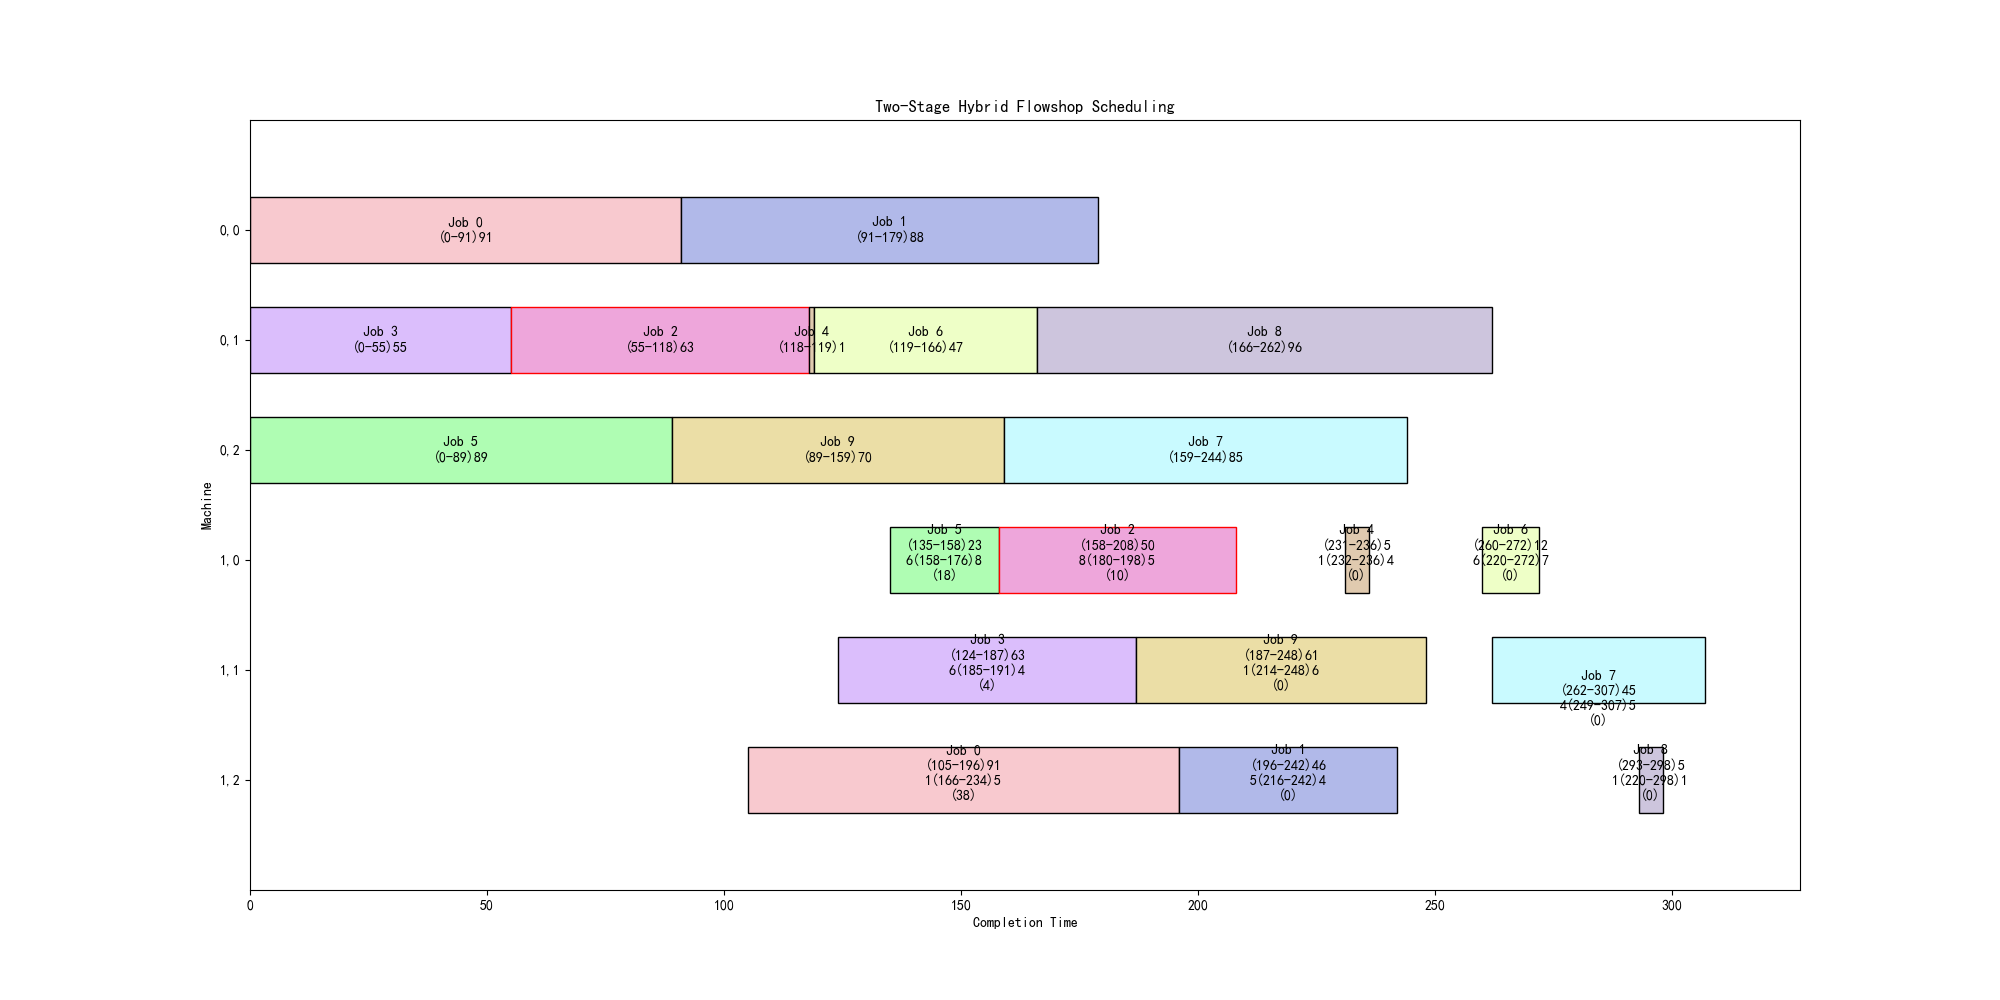 Two-Stage Hybrid Flowshop Scheduling
0,0
Job 0
(0-91)91
Job 1
(91-179)88
0,1
Job 3
(0-55)55
Job 2
(55-118)63
Job 4
(118-119)1
Job 6
(119-166)47
Job 8
(166-262)96
0,2
Job 5
(0-89)89
Job 9
(89-159)70
Job 7
(159-244)85
Machine
1,0
Job 5
(135-158)23
6(158-176)8
(18)
Job 2
(158-208)50
8(180-198)5
(10)
Job 4
(231-236)5
1(232-236)4
(0)
Job 6
(260-272)12
6(220-272)7
(0)
1,1
Job 3
(124-187)63
6(185-191)4
(4)
Job 9
(187-248)61
1(214-248)6
(0)
Job 7
(262-307)45
4(249-307)5
(0)
1,2
Job 0
(105-196)91
1(166-234)5
(38)
Job 1
(196-242)46
5(216-242)4
(0)
Job 8
(293-298)5
1(220-298)1
(0)
0
50
100
150
200
250
300
Completion Time